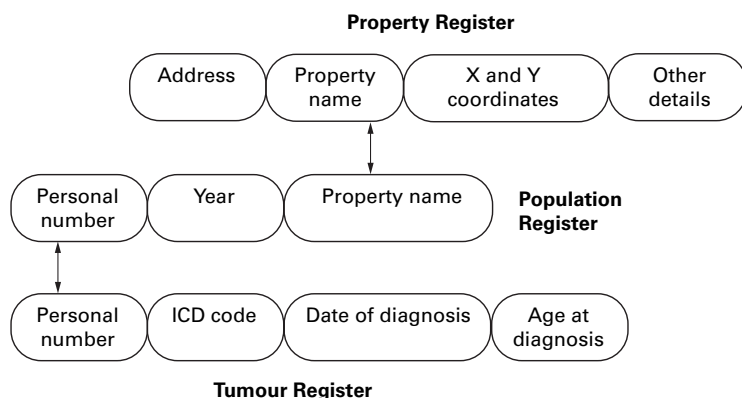 Property Register
Address
Property
name
X and Y
coordinates
Other
details
Personal
number
Year
Property name
Population
Register
Personal
number
ICD code
Date of diagnosis
Age at
diagnosis
Tumour Register